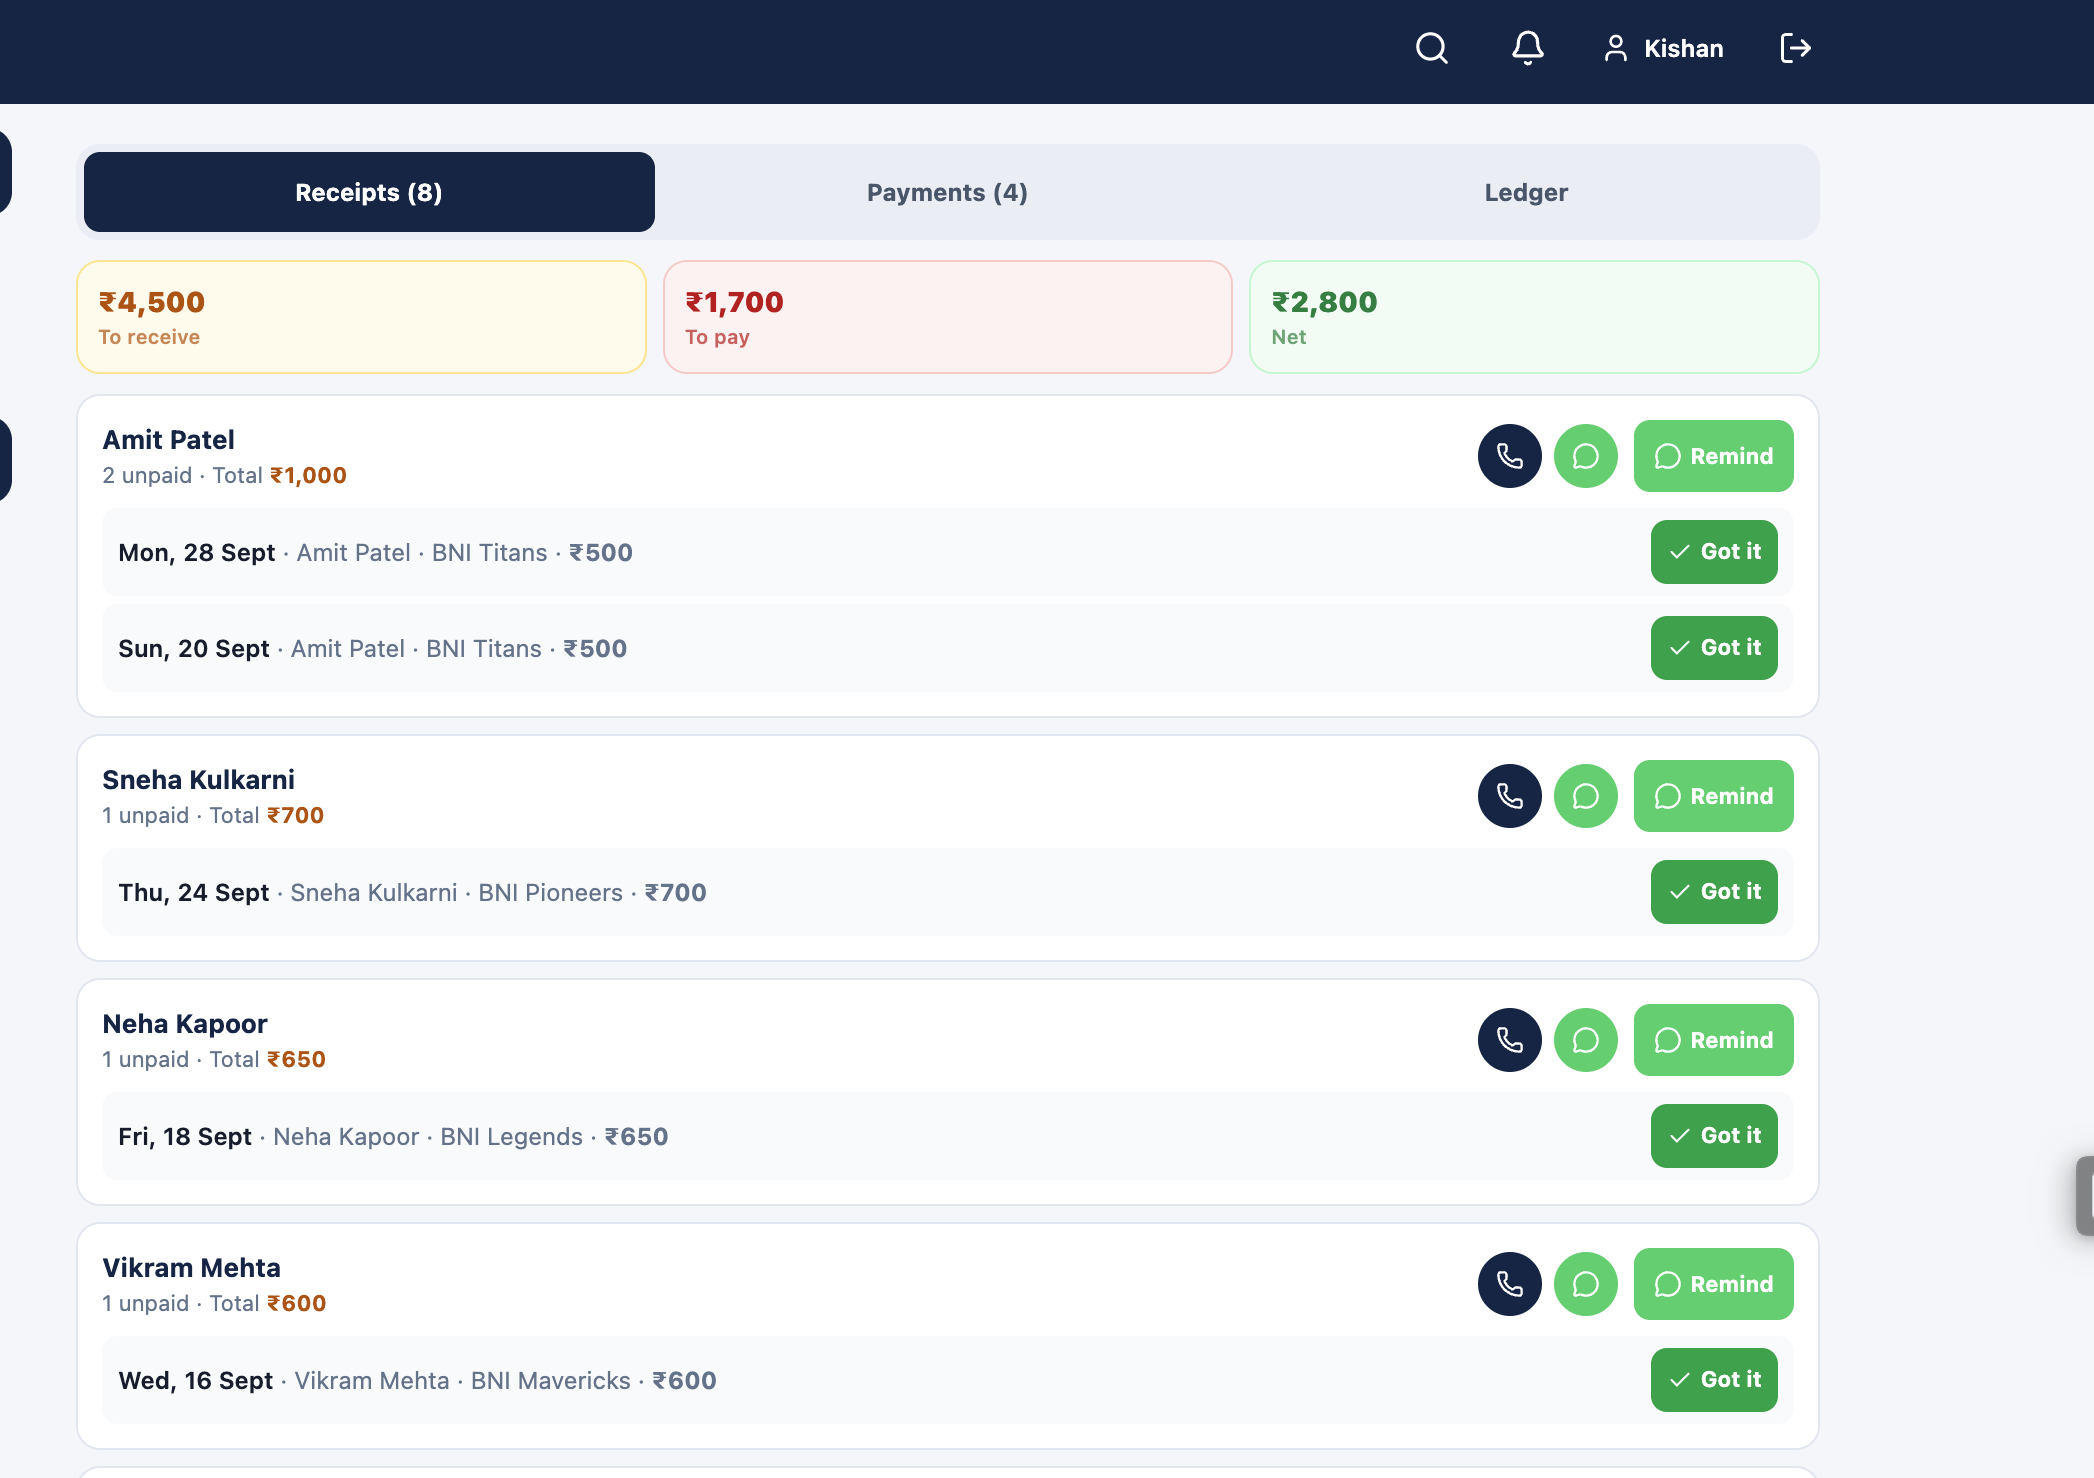 Kishan
Receipts (8)
Payments (4)
Ledger
₹4,500
To receive
₹1,700
To pay
₹2,800
Net
Amit Patel
2 unpaid · Total ₹1,000
Remind
Mon, 28 Sept · Amit Patel · BNI Titans · ₹500
Got it
Sun, 20 Sept · Amit Patel · BNI Titans · ₹500
Got it
Sneha Kulkarni
1 unpaid · Total ₹700
Remind
Thu, 24 Sept · Sneha Kulkarni · BNI Pioneers · ₹700
Got it
Neha Kapoor
1 unpaid · Total ₹650
Remind
Fri, 18 Sept · Neha Kapoor · BNI Legends · ₹650
Got it
Vikram Mehta
1 unpaid · Total ₹600
Remind
Wed, 16 Sept · Vikram Mehta · BNI Mavericks · ₹600
Got it